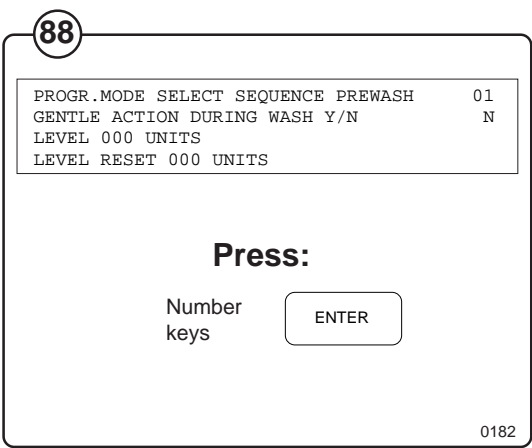 88
PROGR.MODE SELECT SEQUENCE PREWASH 01
GENTLE ACTION DURING WASH Y/N N
LEVEL 000 UNITS
LEVEL RESET 000 UNITS
Press:
Number
keys
ENTER
0182